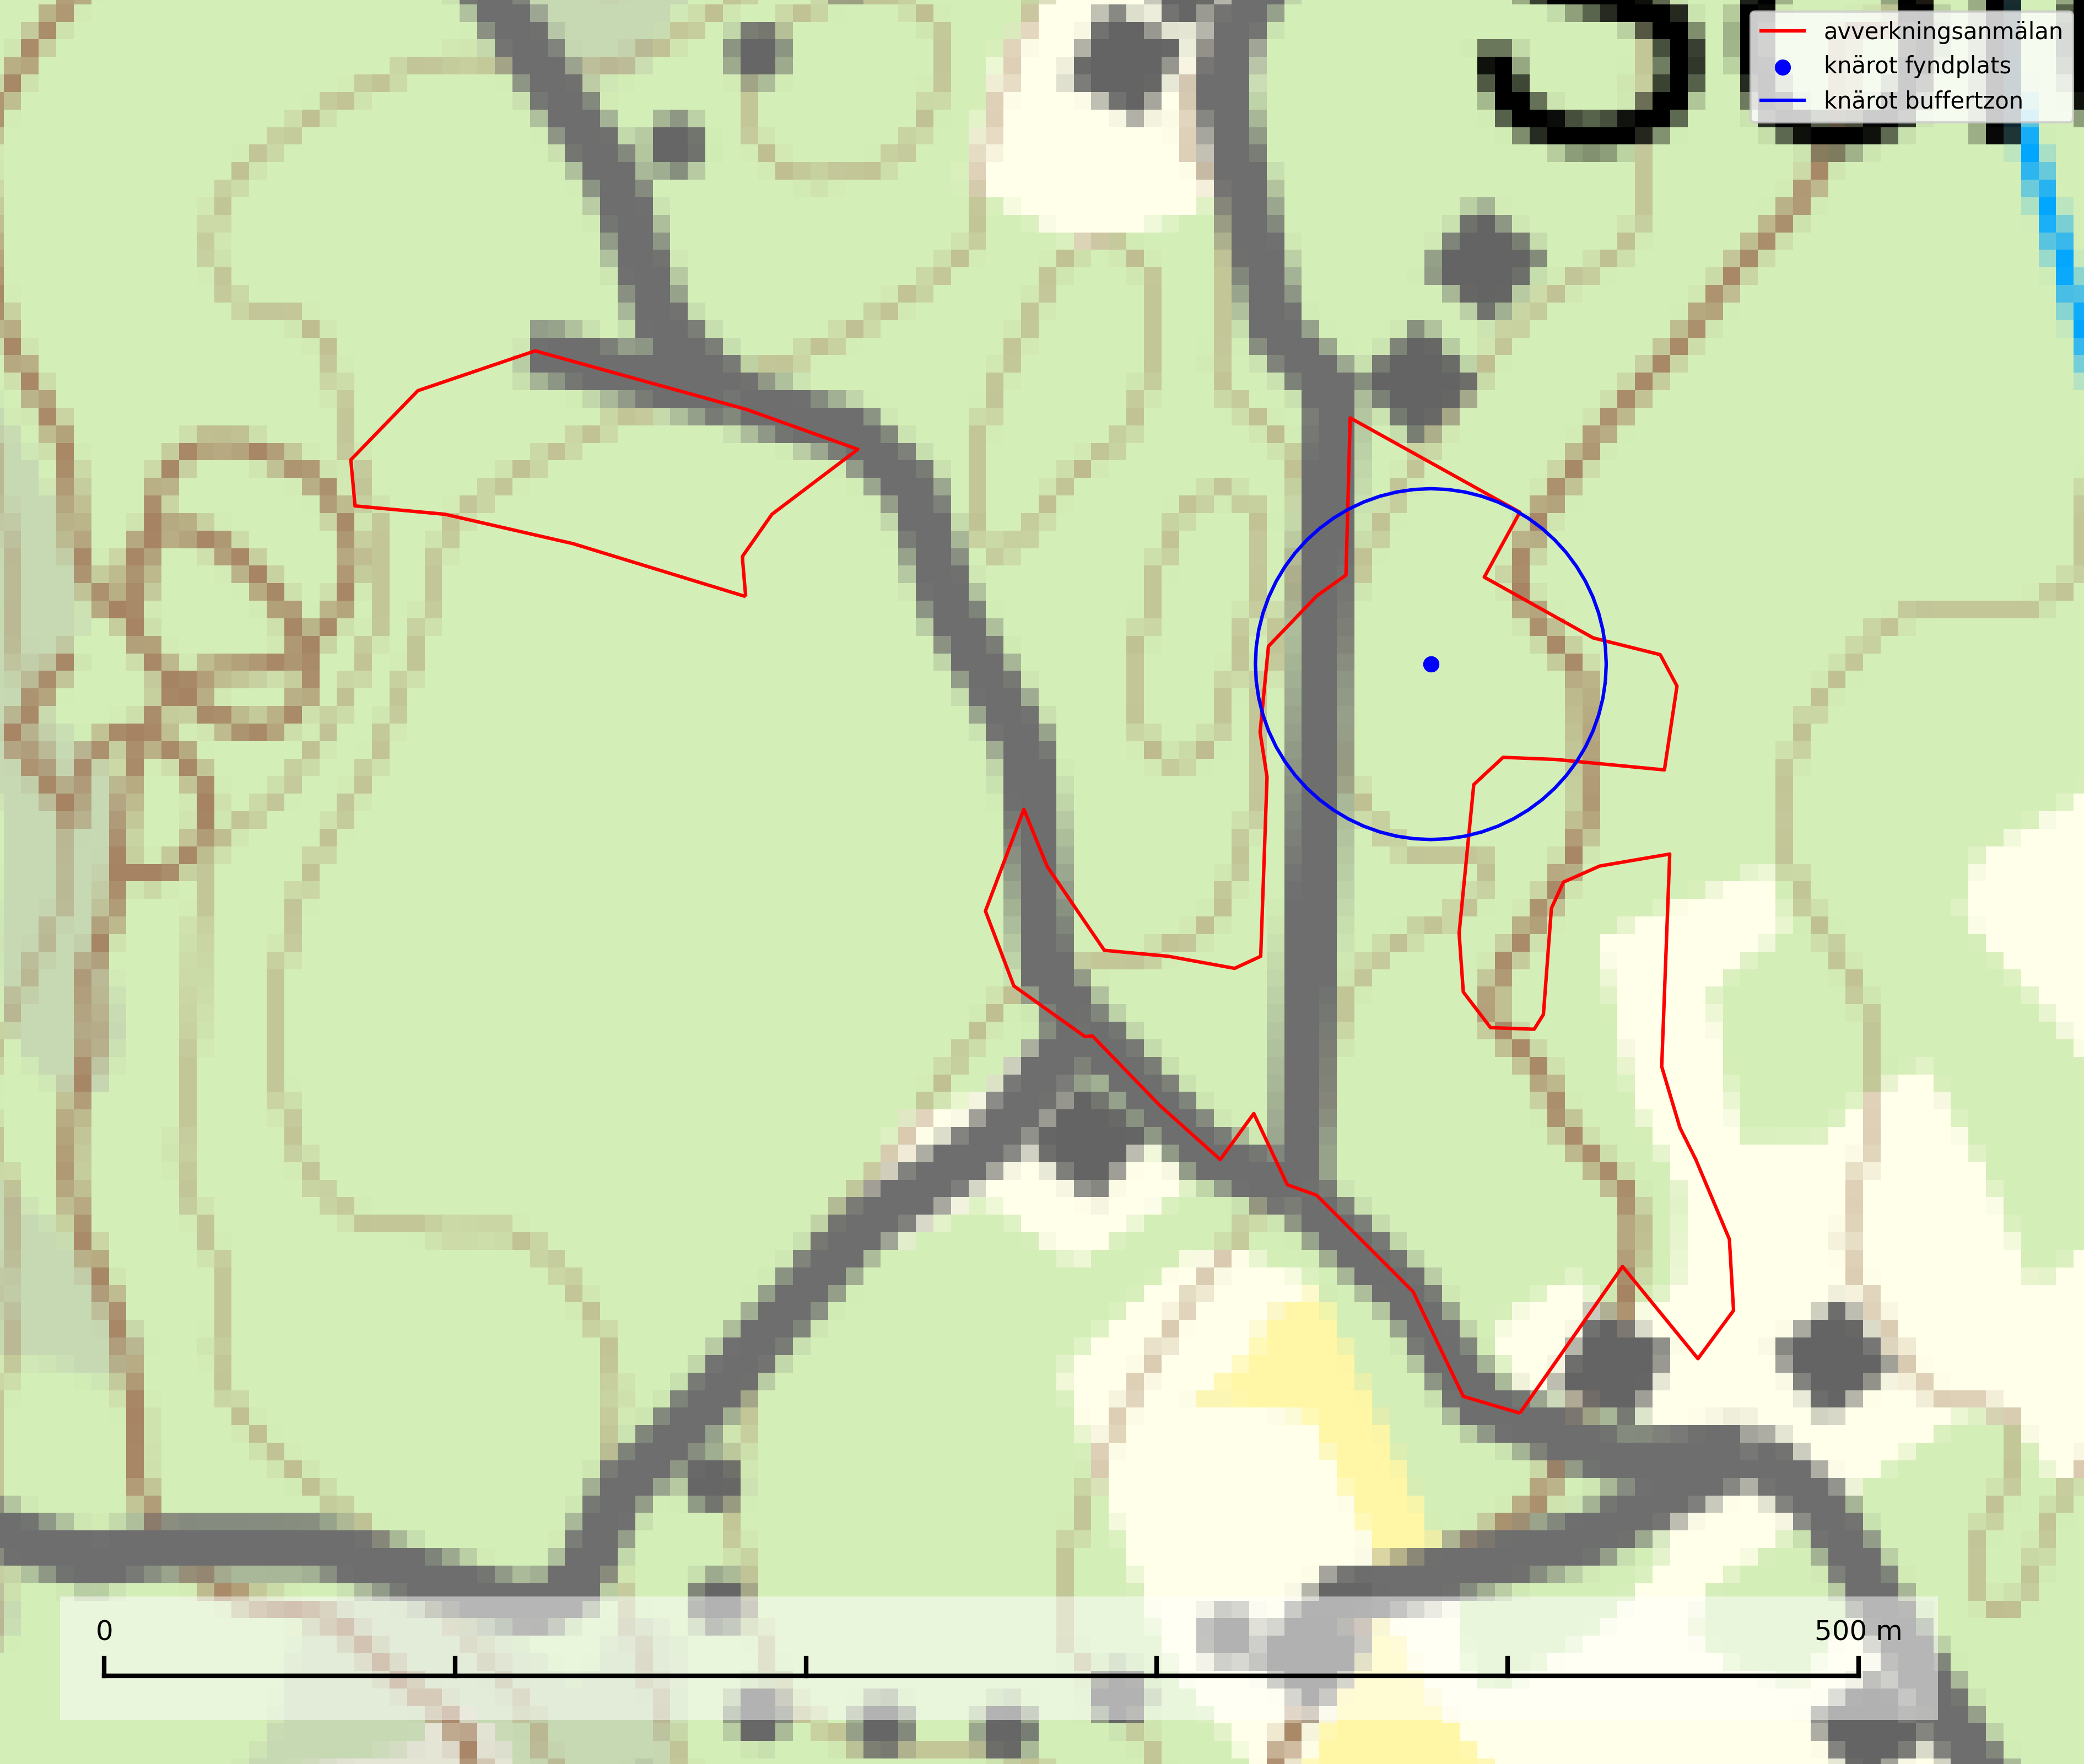 avverkningsanmälan
knärot fyndplats
knärot buffertzon
0
500 m